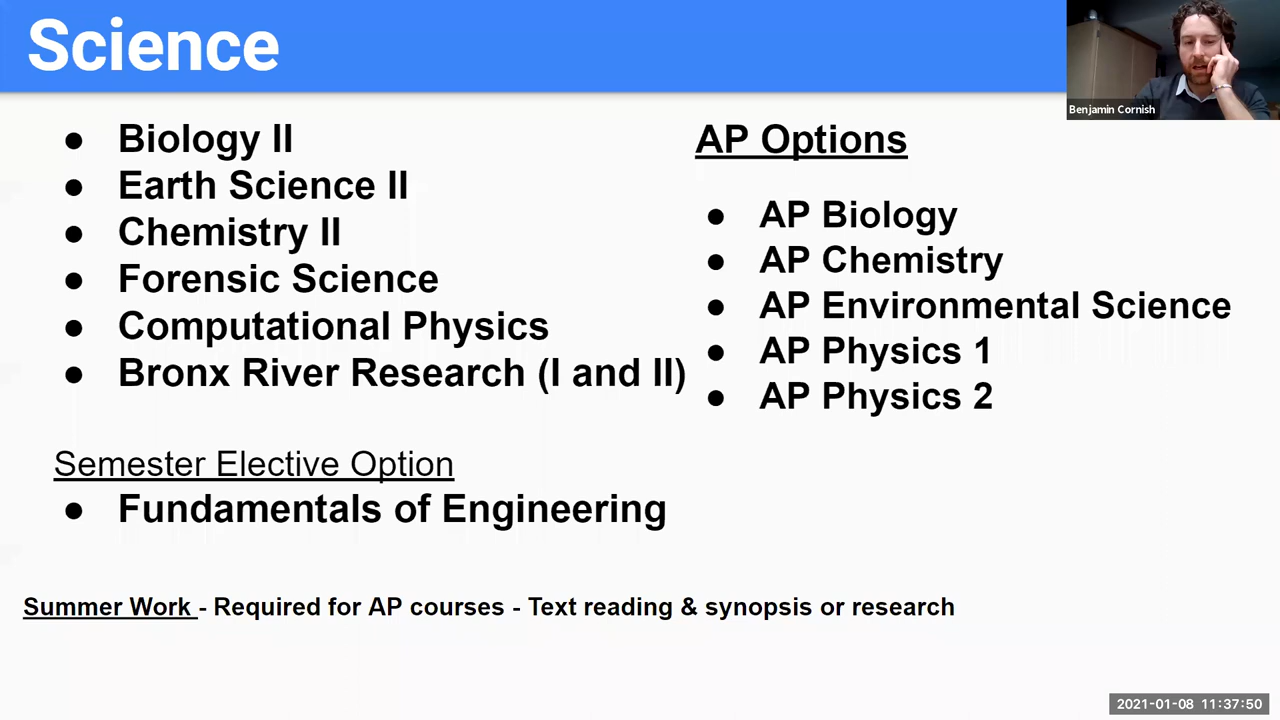 Science
Benjamin Cornish
● Biology II
● Earth Science II
● Chemistry II
● Forensic Science
● Computational Physics
● Bronx River Research (I and II)
AP Options
● AP Biology
● AP Chemistry
● AP Environmental Science
● AP Physics 1
● AP Physics 2
Semester Elective Option
● Fundamentals of Engineering
Summer Work - Required for AP courses - Text reading & synopsis or research
2021-01-08 11:37:50